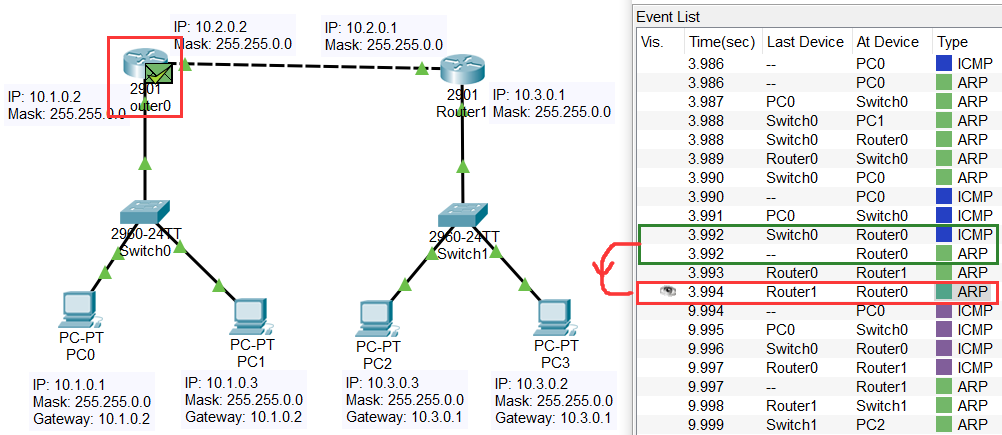 IP: 10.2.0.2
Mask: 255.255.0.0
IP: 10.2.0.1
Mask: 255.255.0.0
2901
outer0
IP: 10.1.0.2
Mask: 255.255.0.0
2901
Router1
IP: 10.3.0.1
Mask: 255.255.0.0
2960-24TT
Switch0
2960-24TT
Switch1
PC-PT
PC0
PC-PT
PC1
PC-PT
PC2
PC-PT
PC3
IP: 10.1.0.1
Mask: 255.255.0.0
Gateway: 10.1.0.2
IP: 10.1.0.3
Mask: 255.255.0.0
Gateway: 10.1.0.2
IP: 10.3.0.3
Mask: 255.255.0.0
Gateway: 10.3.0.1
IP: 10.3.0.2
Mask: 255.255.0.0
Gateway: 10.3.0.1
Event List
Vis. Time(sec) Last Device At Device Type
3.986 -- PC0 ICMP
3.986 -- PC0 ARP
3.987 PC0 Switch0 ARP
3.988 Switch0 PC1 ARP
3.988 Switch0 Router0 ARP
3.989 Router0 Switch0 ARP
3.990 Switch0 PC0 ARP
3.990 -- PC0 ICMP
3.991 PC0 Switch0 ICMP
3.992 Switch0 Router0 ICMP
3.992 -- Router0 ARP
3.993 Router0 Router1 ARP
3.994 Router1 Router0 ARP
9.994 -- PC0 ICMP
9.995 PC0 Switch0 ICMP
9.996 Switch0 Router0 ICMP
9.997 Router0 Router1 ICMP
9.997 -- Router1 ARP
9.998 Router1 Switch1 ARP
9.999 Switch1 PC2 ARP